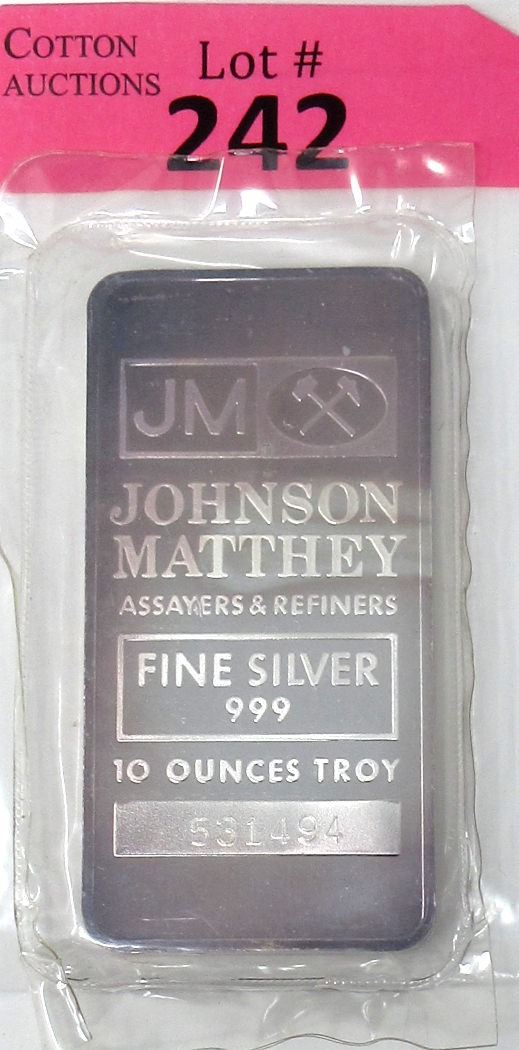 COTTON
AUCTIONS
Lot #
242
JM
JOHNSON
MATTHEY
ASSAYERS & REFINERS
FINE SILVER
999
10 OUNCES TROY
531494